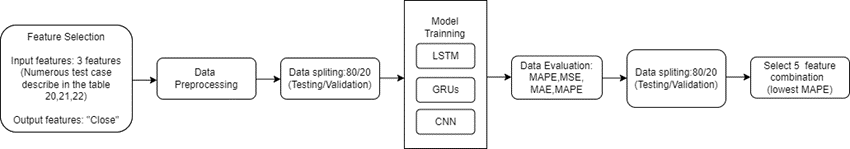 Feature Selection
Input features: 3 features
(Numerous test case
describe in the table
20,21,22)
Output features: "Close"
Data
Preprocessing
Data spliting:80/20
(Testing/Validation)
Model
Trainning
LSTM
GRUs
CNN
Data Evaluation:
MAPE,MSE,
MAE,MAPE
Data spliting:80/20
(Testing/Validation)
Select 5 feature
combination
(lowest MAPE)